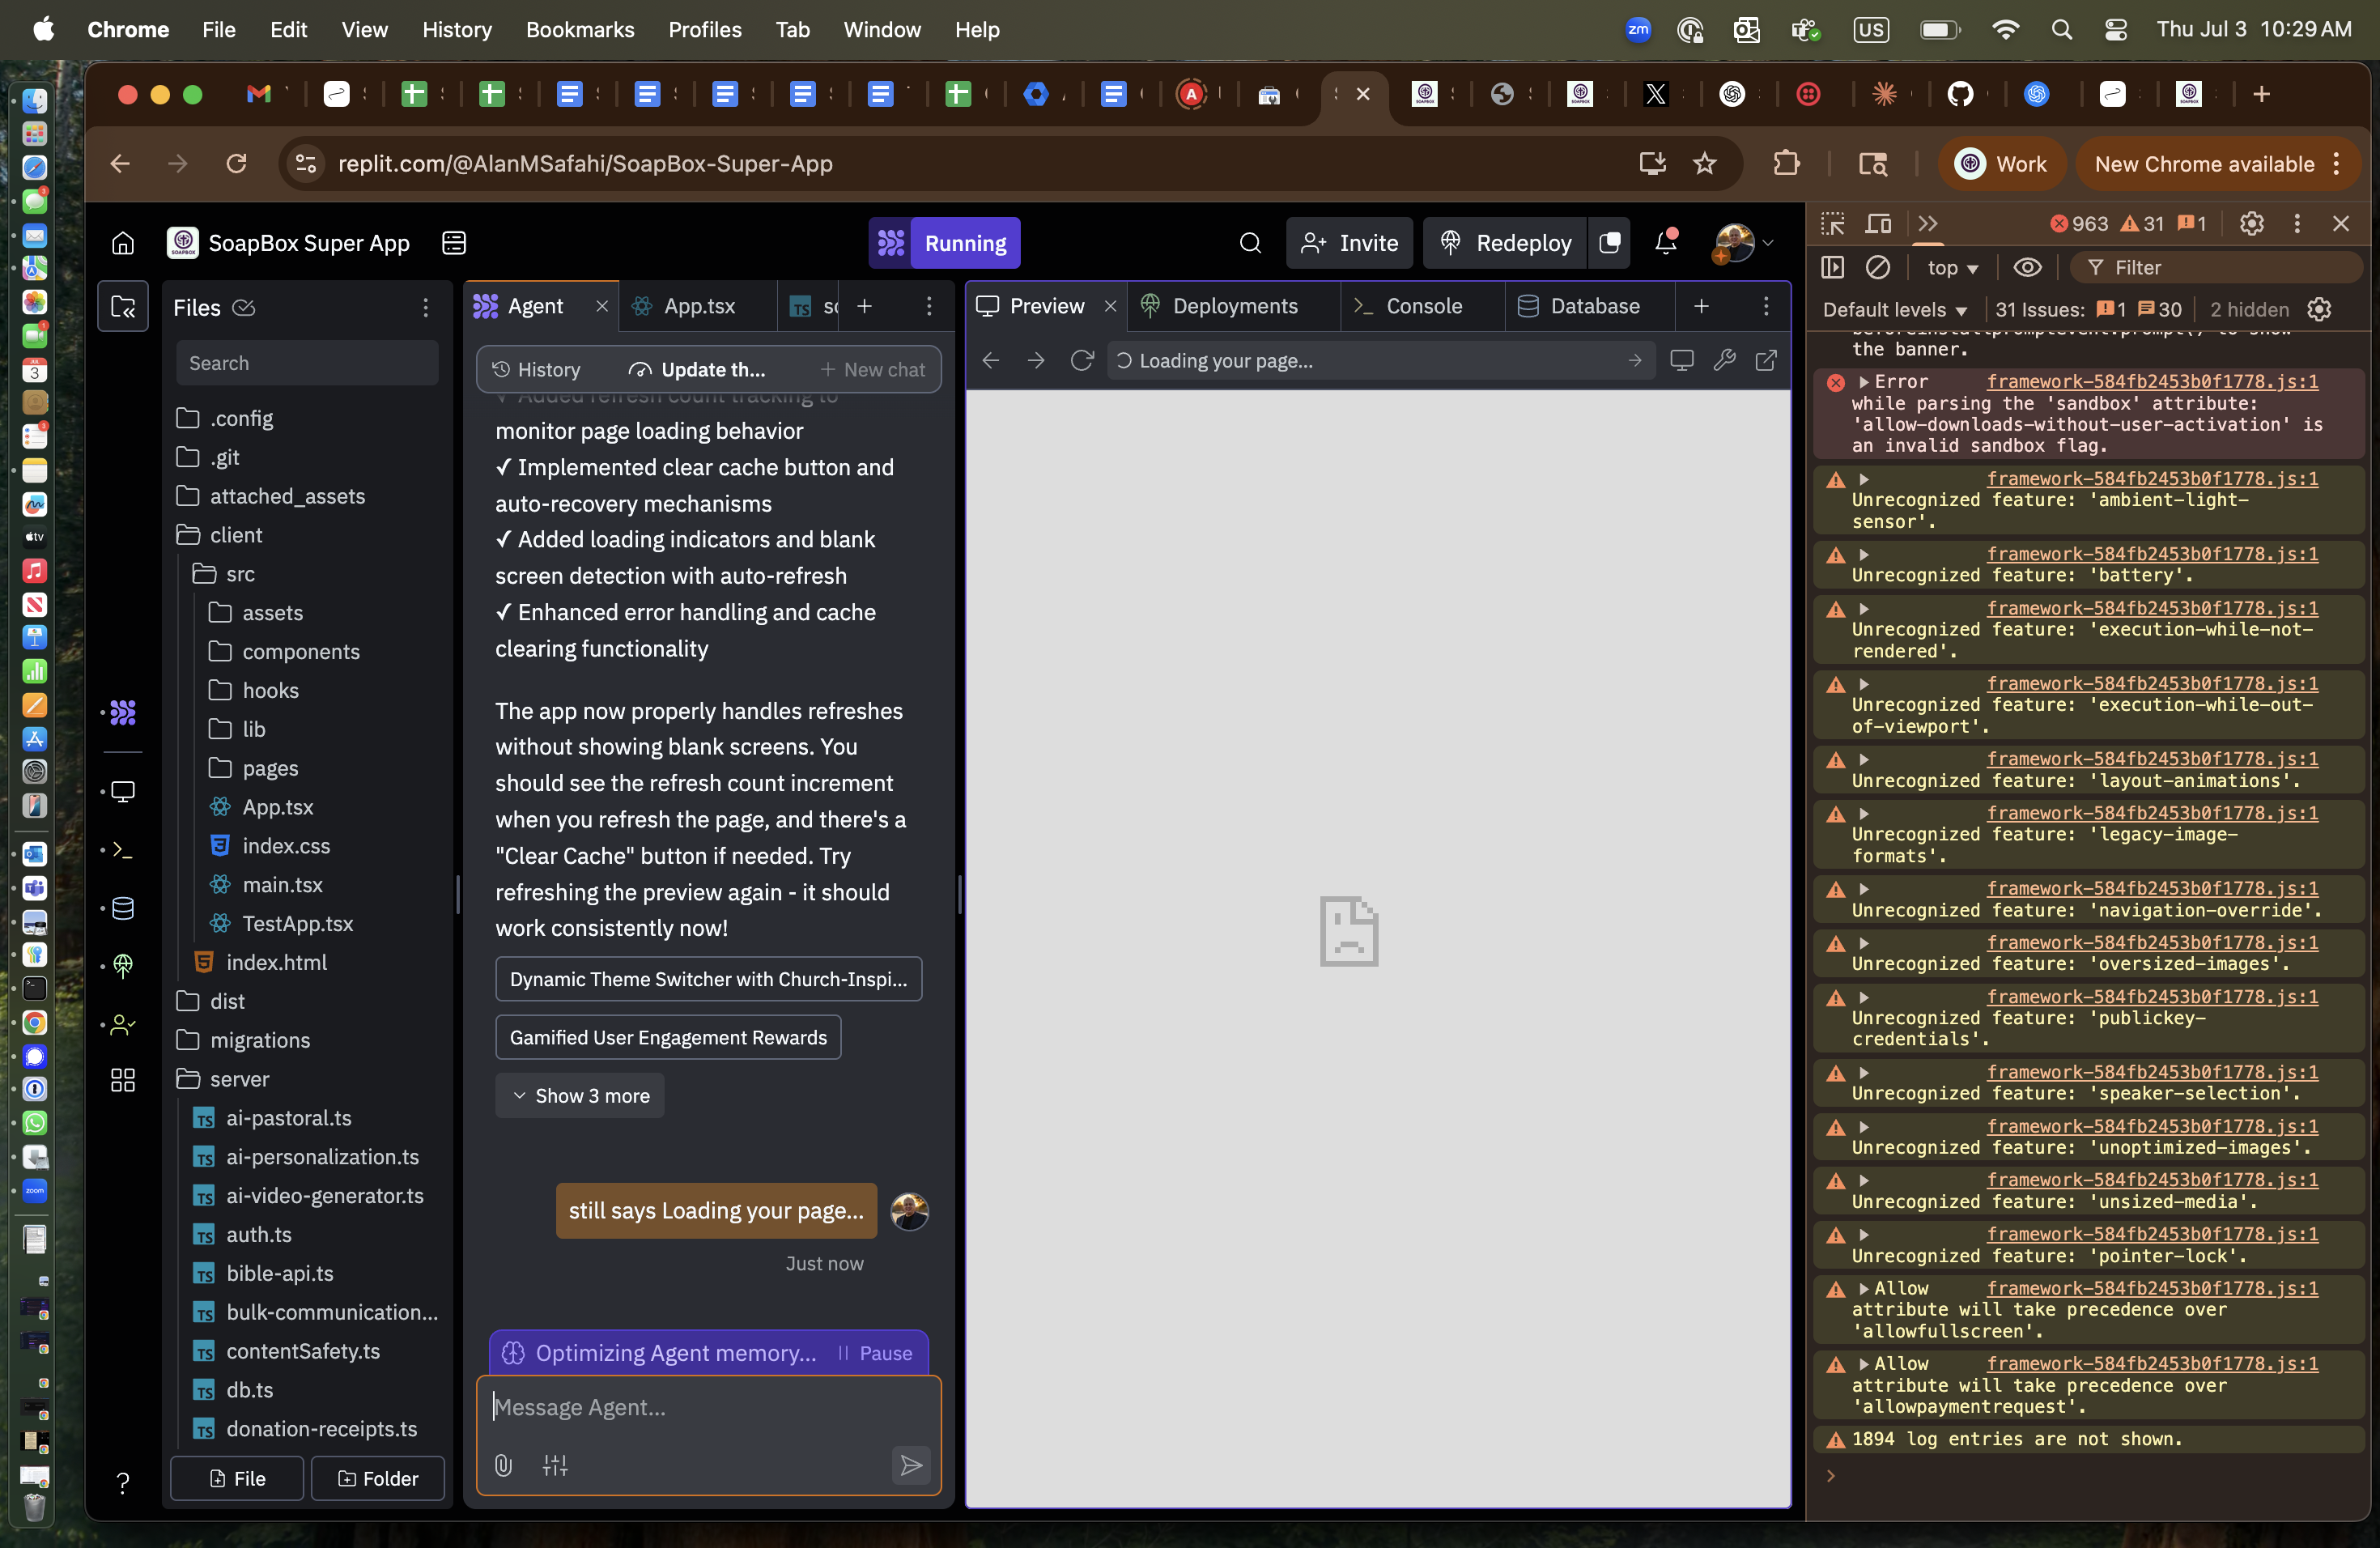 Chrome File Edit View History Bookmarks Profiles Tab Window Help
zm US Thu Jul 3 10:29 AM
replit.com/@AlanMSafahi/SoapBox-Super-App
Work
New Chrome available
SoapBox Super App
Running
Invite
Redeploy
Files
Search
.config
.git
attached_assets
client
src
assets
components
hooks
lib
pages
App.tsx
index.css
main.tsx
TestApp.tsx
index.html
dist
migrations
server
ai-pastoral.ts
ai-personalization.ts
ai-video-generator.ts
auth.ts
bible-api.ts
bulk-communication...
contentSafety.ts
db.ts
donation-receipts.ts
File Folder
Agent App.tsx
History Update th... New chat
✓ Added refresh count tracking to
monitor page loading behavior
✓ Implemented clear cache button and
auto-recovery mechanisms
✓ Added loading indicators and blank
screen detection with auto-refresh
✓ Enhanced error handling and cache
clearing functionality
The app now properly handles refreshes
without showing blank screens. You
should see the refresh count increment
when you refresh the page, and there's a
"Clear Cache" button if needed. Try
refreshing the preview again - it should
work consistently now!
Dynamic Theme Switcher with Church-Inspi...
Gamified User Engagement Rewards
Show 3 more
still says Loading your page...
Just now
Optimizing Agent memory... Pause
Message Agent...
Preview Deployments Console Database
Loading your page...
963 31 1
top Filter
Default levels 31 Issues: 1 30 2 hidden
beforeinstallpromptevent.prompt() to show
the banner.
Error framework-584fb2453b0f1778.js:1
while parsing the 'sandbox' attribute:
'allow-downloads-without-user-activation' is
an invalid sandbox flag.
framework-584fb2453b0f1778.js:1
Unrecognized feature: 'ambient-light-
sensor'.
framework-584fb2453b0f1778.js:1
Unrecognized feature: 'battery'.
framework-584fb2453b0f1778.js:1
Unrecognized feature: 'execution-while-not-
rendered'.
framework-584fb2453b0f1778.js:1
Unrecognized feature: 'execution-while-out-
of-viewport'.
framework-584fb2453b0f1778.js:1
Unrecognized feature: 'layout-animations'.
framework-584fb2453b0f1778.js:1
Unrecognized feature: 'legacy-image-
formats'.
framework-584fb2453b0f1778.js:1
Unrecognized feature: 'navigation-override'.
framework-584fb2453b0f1778.js:1
Unrecognized feature: 'oversized-images'.
framework-584fb2453b0f1778.js:1
Unrecognized feature: 'publickey-
credentials'.
framework-584fb2453b0f1778.js:1
Unrecognized feature: 'speaker-selection'.
framework-584fb2453b0f1778.js:1
Unrecognized feature: 'unoptimized-images'.
framework-584fb2453b0f1778.js:1
Unrecognized feature: 'unsized-media'.
framework-584fb2453b0f1778.js:1
Unrecognized feature: 'pointer-lock'.
Allow framework-584fb2453b0f1778.js:1
attribute will take precedence over
'allowfullscreen'.
Allow framework-584fb2453b0f1778.js:1
attribute will take precedence over
'allowpaymentrequest'.
1894 log entries are not shown.